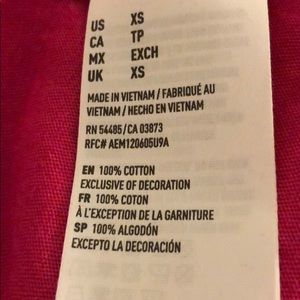 US XS
CA TP
MX EXCH
UK XS
MADE IN VIETNAM / FABRIQUÉ AU
VIETNAM / HECHO EN VIETNAM
RN 54485/CA 03873
RFC# AEM120605U9A
EN 100% COTTON
EXCLUSIVE OF DECORATION
FR 100% COTON
À L'EXCEPTION DE LA GARNITURE
SP 100% ALGODÓN
EXCEPTO LA DECORACIÓN